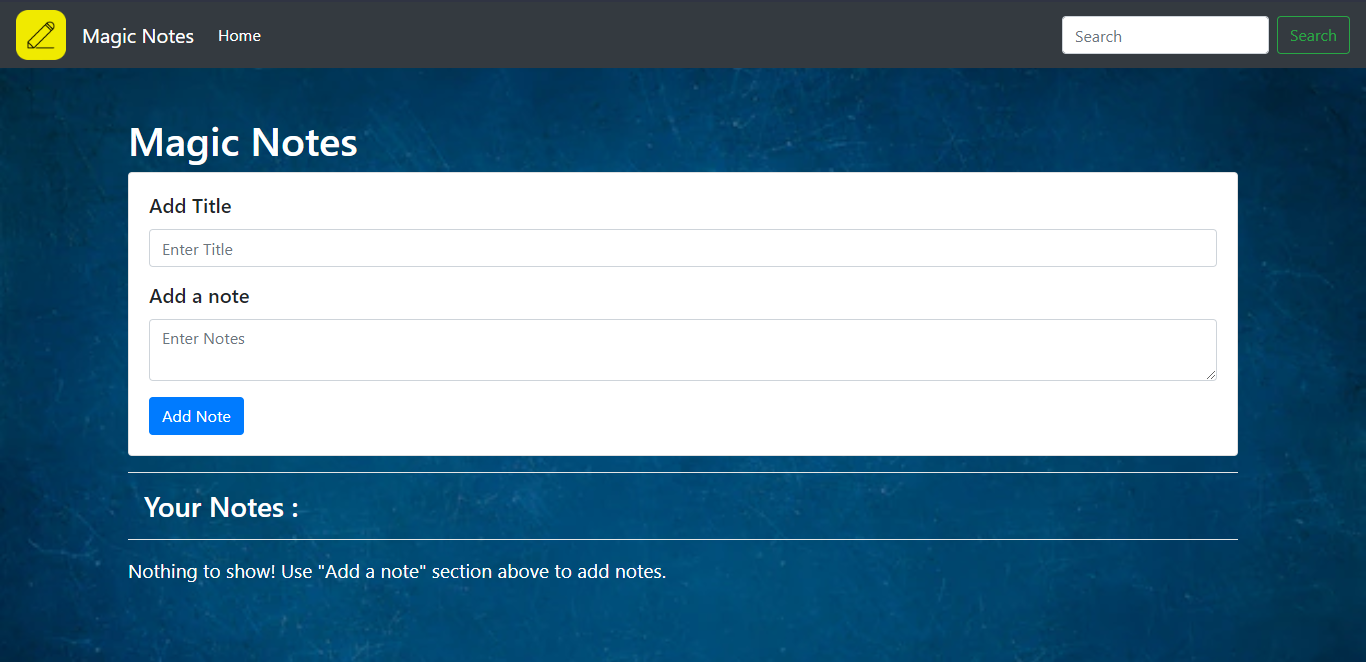 Magic Notes Home Search Search
Magic Notes
Add Title
Enter Title
Add a note
Enter Notes
Add Note
Your Notes :
Nothing to show! Use "Add a note" section above to add notes.